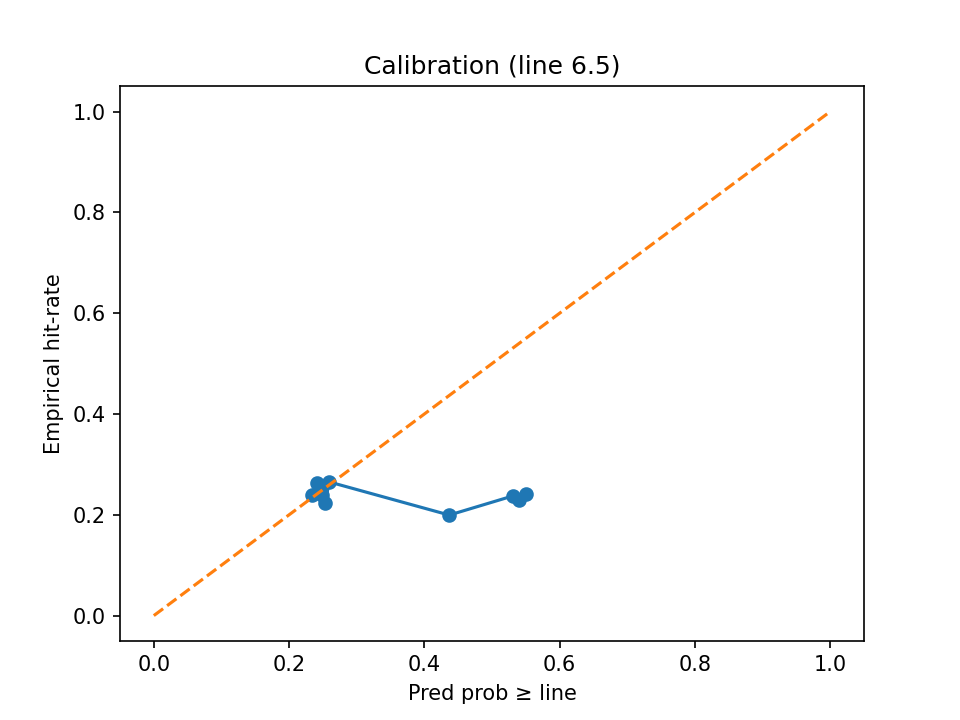 Calibration (line 6.5)
1.0
0.8
0.6
0.4
0.2
0.0
Empirical hit-rate
0.0 0.2 0.4 0.6 0.8 1.0
Pred prob ≥ line